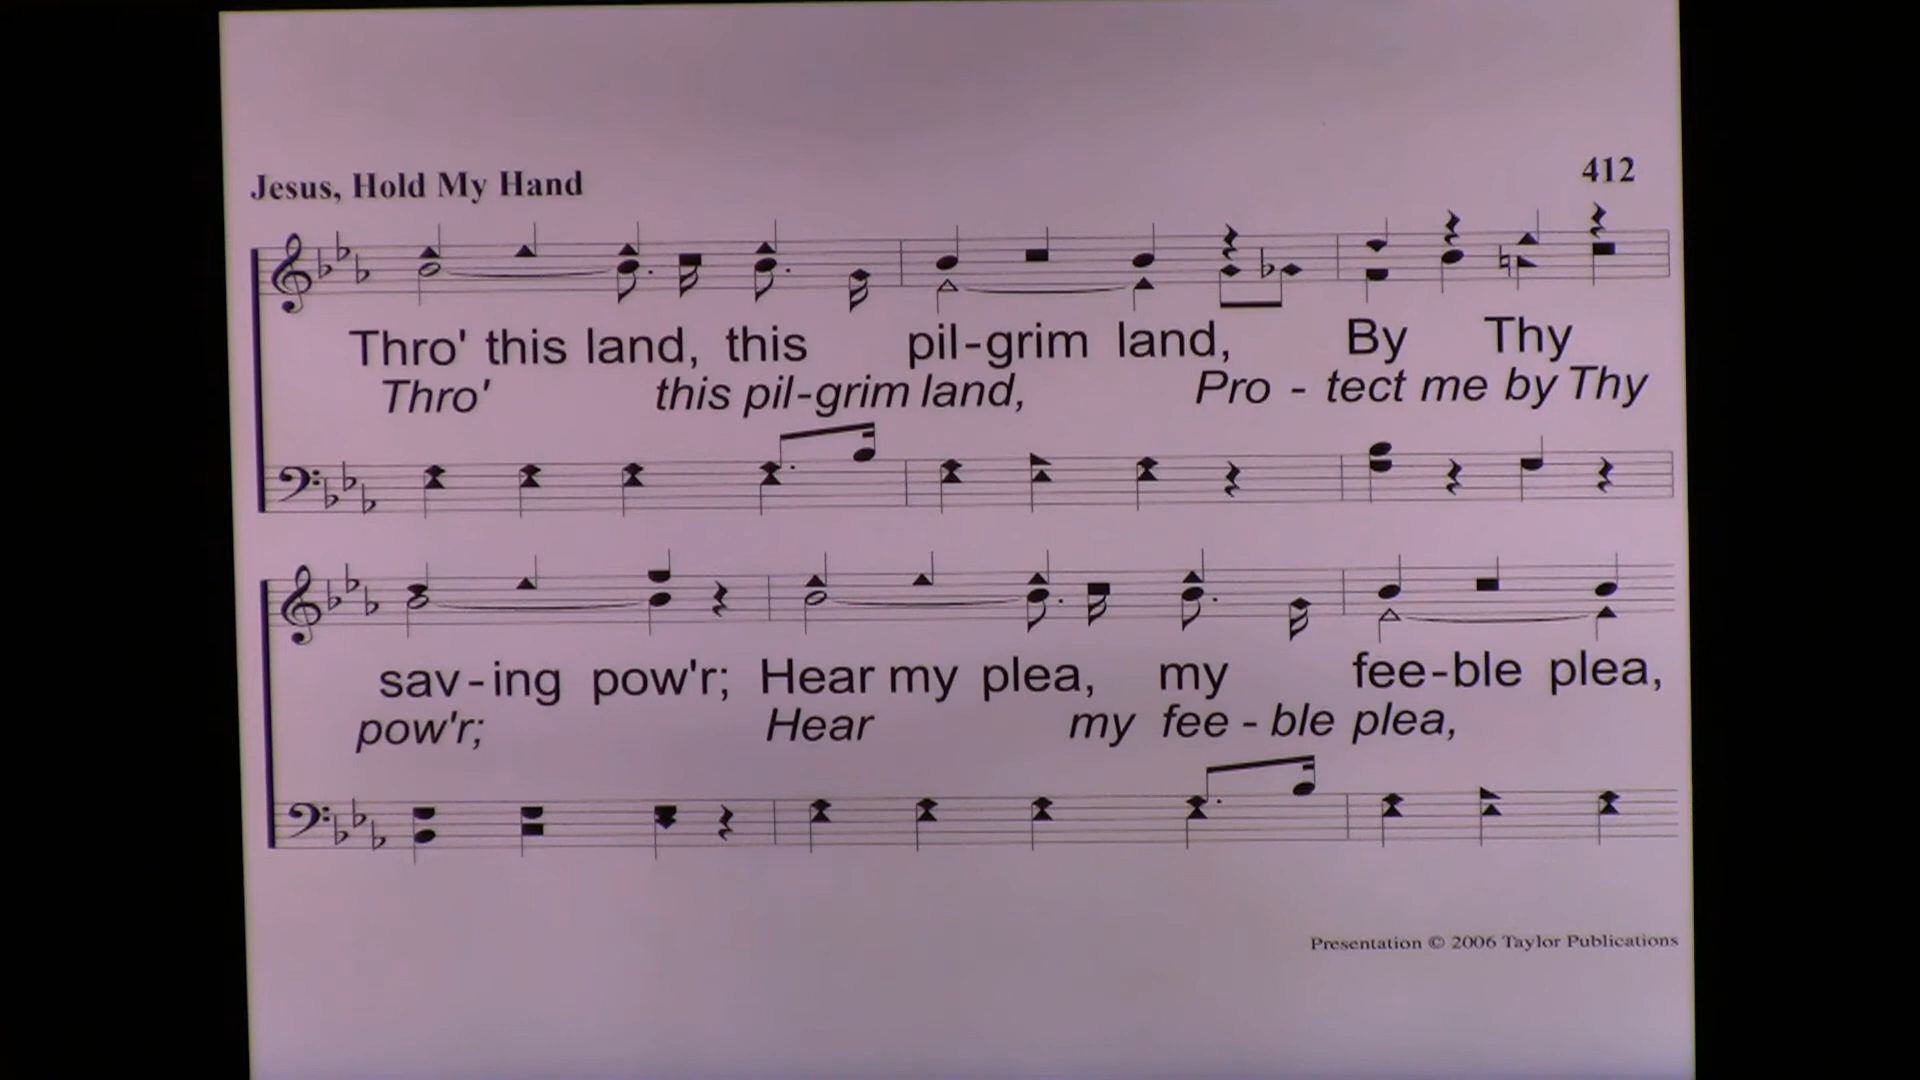 Jesus, Hold My Hand
412
Thro' this land, this pil-grim land, By Thy
Thro' this pil-grim land, Pro - tect me by Thy
sav-ing pow'r; Hear my plea, my fee-ble plea,
pow'r; Hear my fee - ble plea,
Presentation © 2006 Taylor Publications